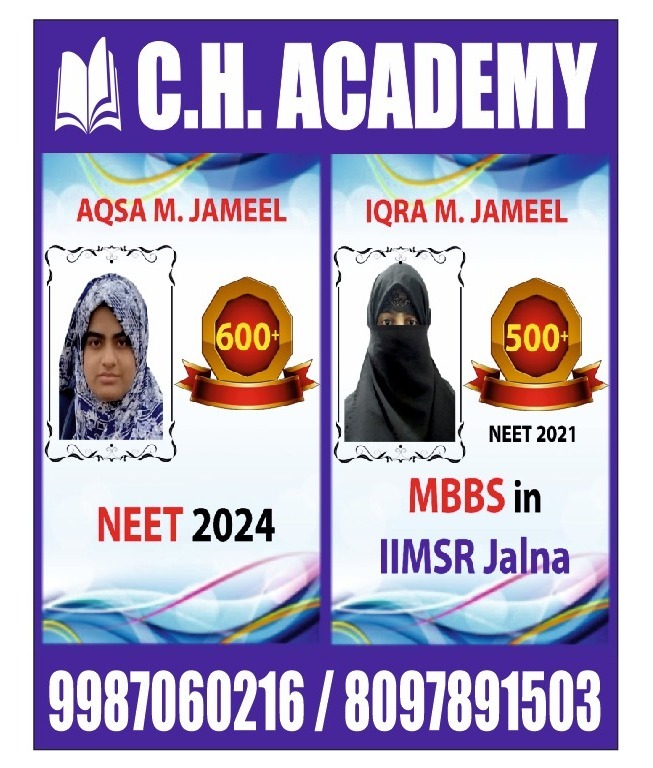 C.H. ACADEMY
AQSA M. JAMEEL
600+
NEET 2024
IQRA M. JAMEEL
500+
NEET 2021
MBBS in
IIMSR Jalna
9987060216 / 8097891503